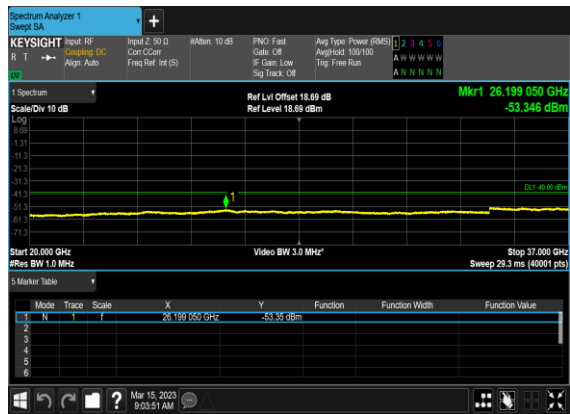 Spectrum Analyzer 1
Swept SA
+
KEYSIGHT
R T
LW
Input: RF
Coupling: DC
Align: Auto
Input Z: 50 Ω
Corr CCorr
Freq Ref: Int (S)
#Atten: 10 dB
PNO: Fast
Gate: Off
IF Gain: Low
Sig Track: Off
Avg Type: Power (RMS)
Avg|Hold: 100/100
Trig: Free Run
1 2 3 4 5 6
A W W W W W
A N N N N N
1 Spectrum
Scale/Div 10 dB
Log
Ref Lvl Offset 18.69 dB
Ref Level 18.69 dBm
Mkr1 26.199 050 GHz
-53.346 dBm
8.69
-1.31
-11.3
-21.3
-31.3
-41.3
-51.3
-61.3
-71.3
DL1 -40.00 dBm
1
Start 20.000 GHz
#Res BW 1.0 MHz
Video BW 3.0 MHz*
Stop 37.000 GHz
Sweep 29.3 ms (40001 pts)
5 Marker Table
Mode Trace Scale X Y Function Function Width Function Value
1 N 1 f 26.199 050 GHz -53.35 dBm
2
3
4
5
6
?
Mar 15, 2023
9:03:51 AM